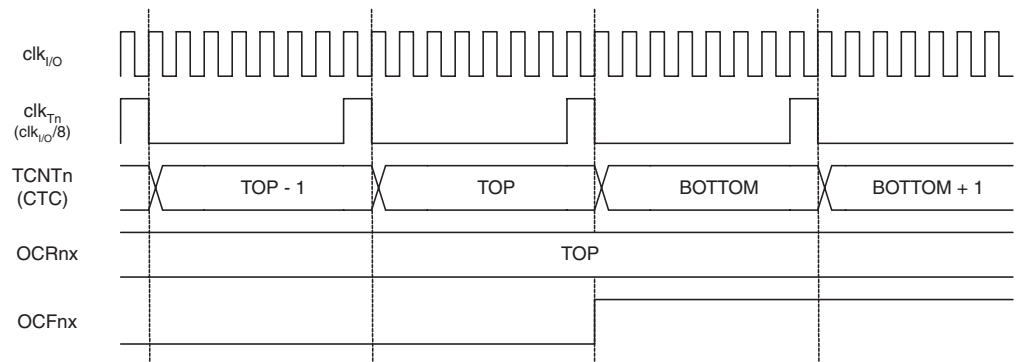 clkI/O
clkTn
(clkI/O/8)
TCNTn
(CTC)
TOP - 1
TOP
BOTTOM
BOTTOM + 1
OCRnx
TOP
OCFnx